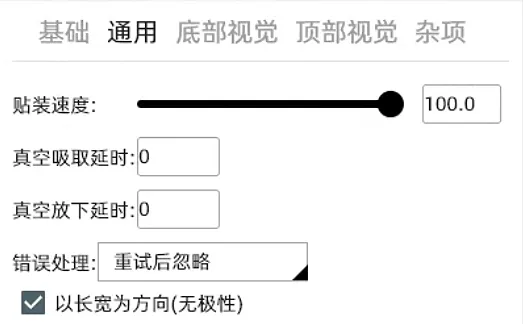 基础 通用 底部视觉 顶部视觉 杂项
贴装速度: 100.0
真空吸取延时: 0
真空放下延时: 0
错误处理: 重试后忽略
以长宽为方向(无极性)